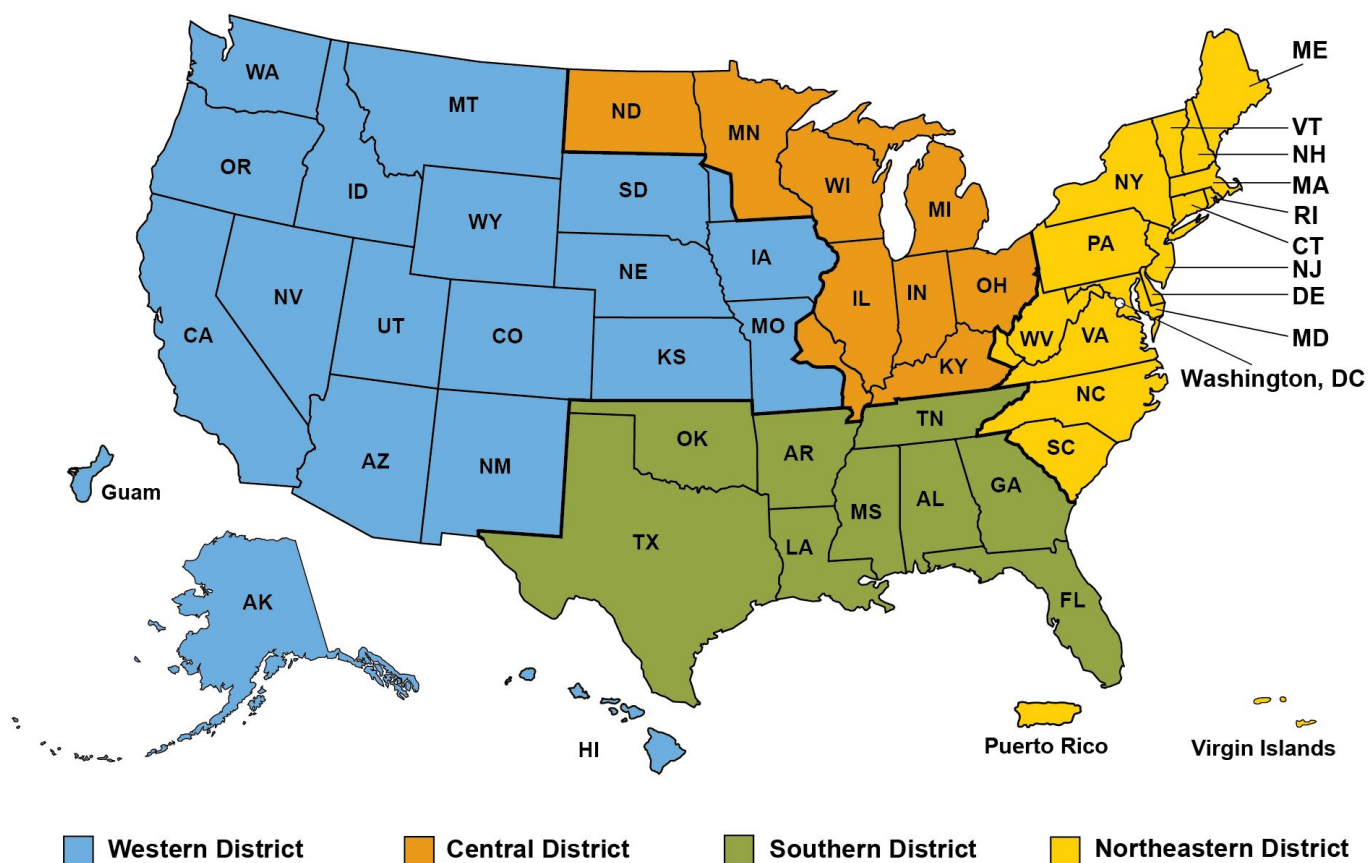 WA
MT
ND
MN
OR
ID
WY
SD
WI
MI
NY
ME
VT
NH
MA
RI
CT
NJ
DE
MD
Washington, DC
PA
NV
UT
CO
NE
IA
IL
IN
OH
CA
KS
MO
KY
WV
VA
NC
SC
TN
AZ
NM
OK
AR
TX
LA
MS
AL
GA
FL
Guam
AK
HI
Puerto Rico
Virgin Islands
Western District
Central District
Southern District
Northeastern District